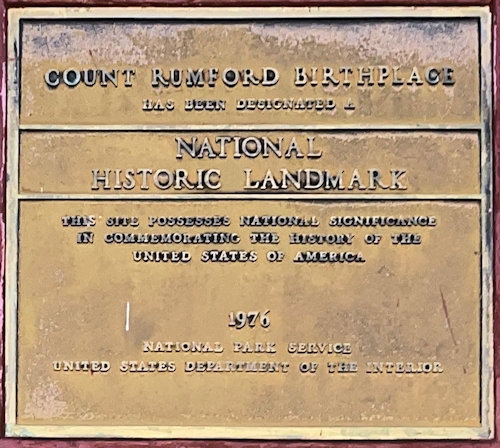 COUNT RUMFORD BIRTHPLACE
HAS BEEN DESIGNATED A
NATIONAL
HISTORIC LANDMARK
THIS SITE POSSESSES NATIONAL SIGNIFICANCE
IN COMMEMORATING THE HISTORY OF THE
UNITED STATES OF AMERICA
1976
NATIONAL PARK SERVICE
UNITED STATES DEPARTMENT OF THE INTERIOR